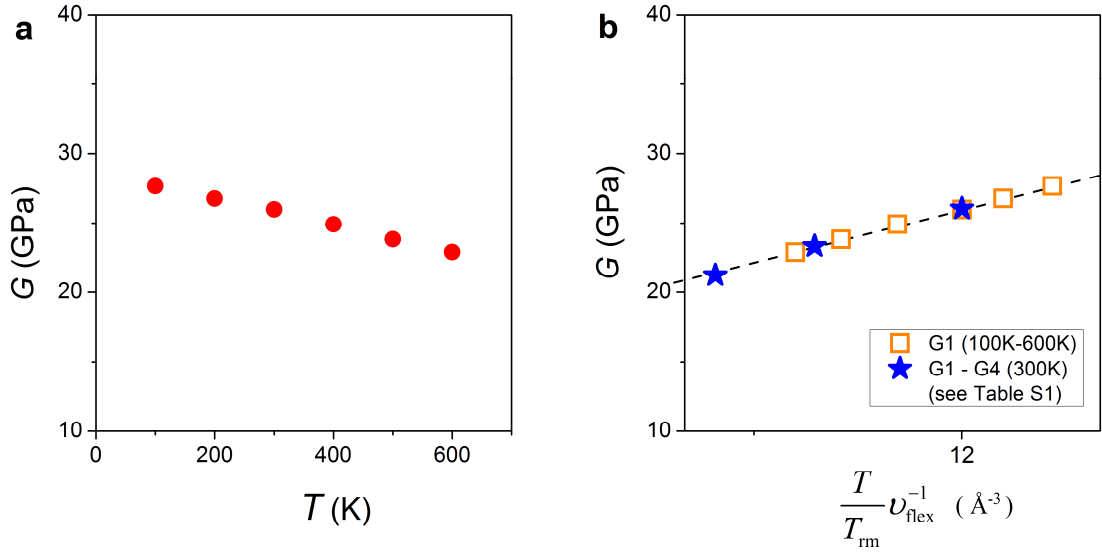 a
40
30
20
10
G (GPa)
0
200
400
600
T (K)
b
40
30
20
10
G (GPa)
G1 (100K-600K)
G1 - G4 (300K)
(see Table S1)
12
T/T_rm υ_flex^-1 (Å^-3)